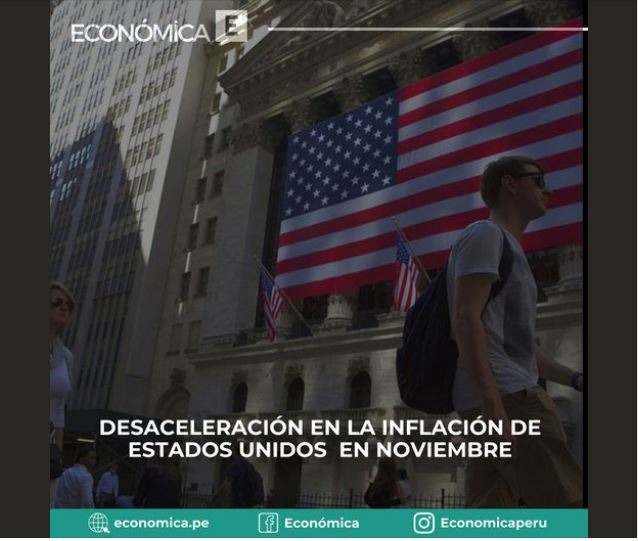 ECONÓMICA E
DESACELERACIÓN EN LA INFLACIÓN DE
ESTADOS UNIDOS EN NOVIEMBRE
economica.pe Económica Economicaperu